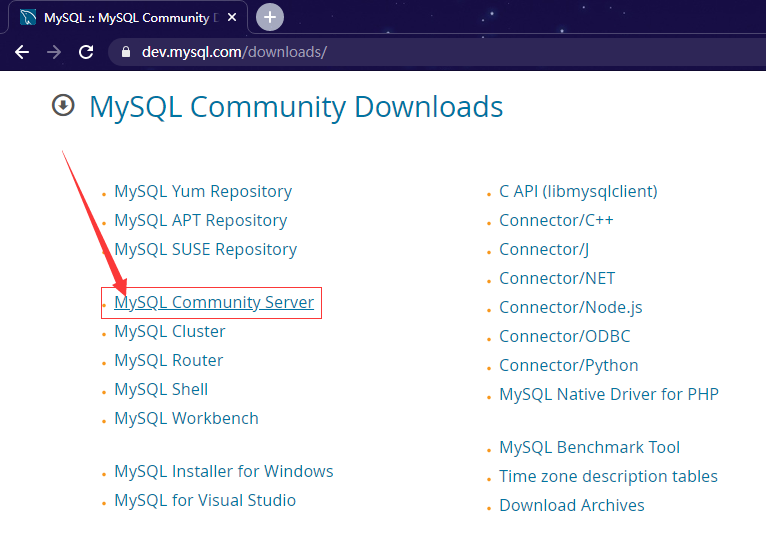 MySQL :: MySQL Community D
dev.mysql.com/downloads/
MySQL Community Downloads
MySQL Yum Repository
MySQL APT Repository
MySQL SUSE Repository
MySQL Community Server
MySQL Cluster
MySQL Router
MySQL Shell
MySQL Workbench
MySQL Installer for Windows
MySQL for Visual Studio
C API (libmysqlclient)
Connector/C++
Connector/J
Connector/NET
Connector/Node.js
Connector/ODBC
Connector/Python
MySQL Native Driver for PHP
MySQL Benchmark Tool
Time zone description tables
Download Archives